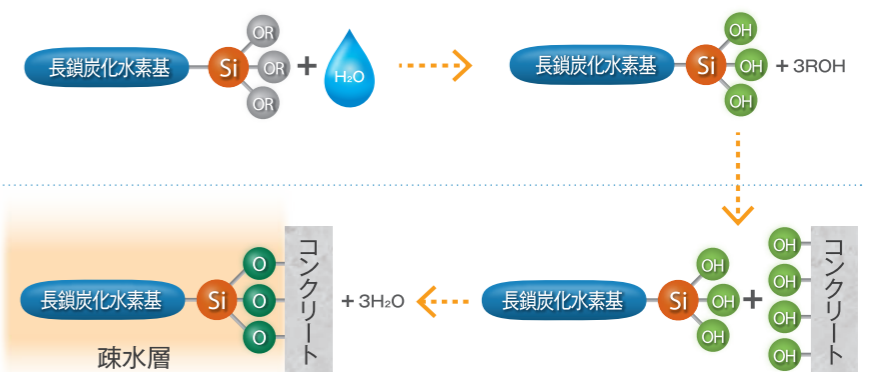 長鎖炭化水素基 Si OR OR OR + H₂O
長鎖炭化水素基 Si OH OH OH + 3ROH
長鎖炭化水素基 Si O O O コンクリート + 3H₂O
疎水層
長鎖炭化水素基 Si OH OH OH + OH OH OH OH コンクリート